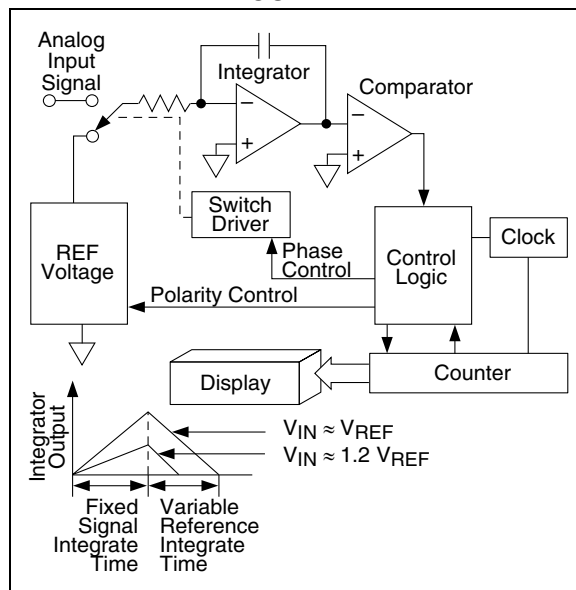 Analog
Input
Signal
Integrator
Comparator
−
+
−
+
REF
Voltage
Switch
Driver
Control
Logic
Clock
Phase
Control
Polarity Control
Counter
Display
Integrator
Output
VIN ≈ VREF
VIN ≈ 1.2 VREF
Fixed
Signal
Integrate
Time
Variable
Reference
Integrate
Time